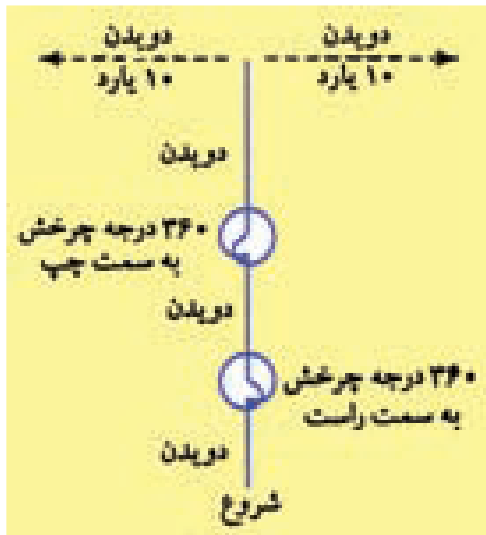 دویدن
دویدن
۱۰ یارد
۱۰ یارد
دویدن
۳۶۰ درجه چرخش
به سمت چپ
دویدن
۳۶۰ درجه چرخش
به سمت راست
دویدن
شروع